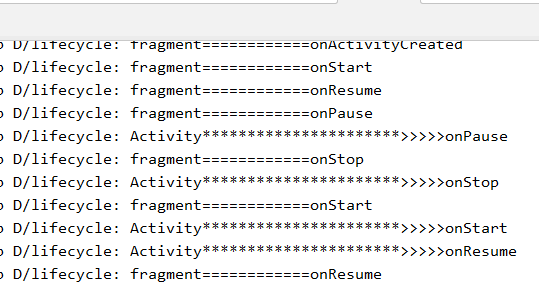 D/lifecycle: fragment============onActivityCreated
D/lifecycle: fragment============onStart
D/lifecycle: fragment============onResume
D/lifecycle: fragment============onPause
D/lifecycle: Activity**********************>>>>>onPause
D/lifecycle: fragment============onStop
D/lifecycle: Activity**********************>>>>>onStop
D/lifecycle: fragment============onStart
D/lifecycle: Activity**********************>>>>>onStart
D/lifecycle: Activity**********************>>>>>onResume
D/lifecycle: fragment============onResume